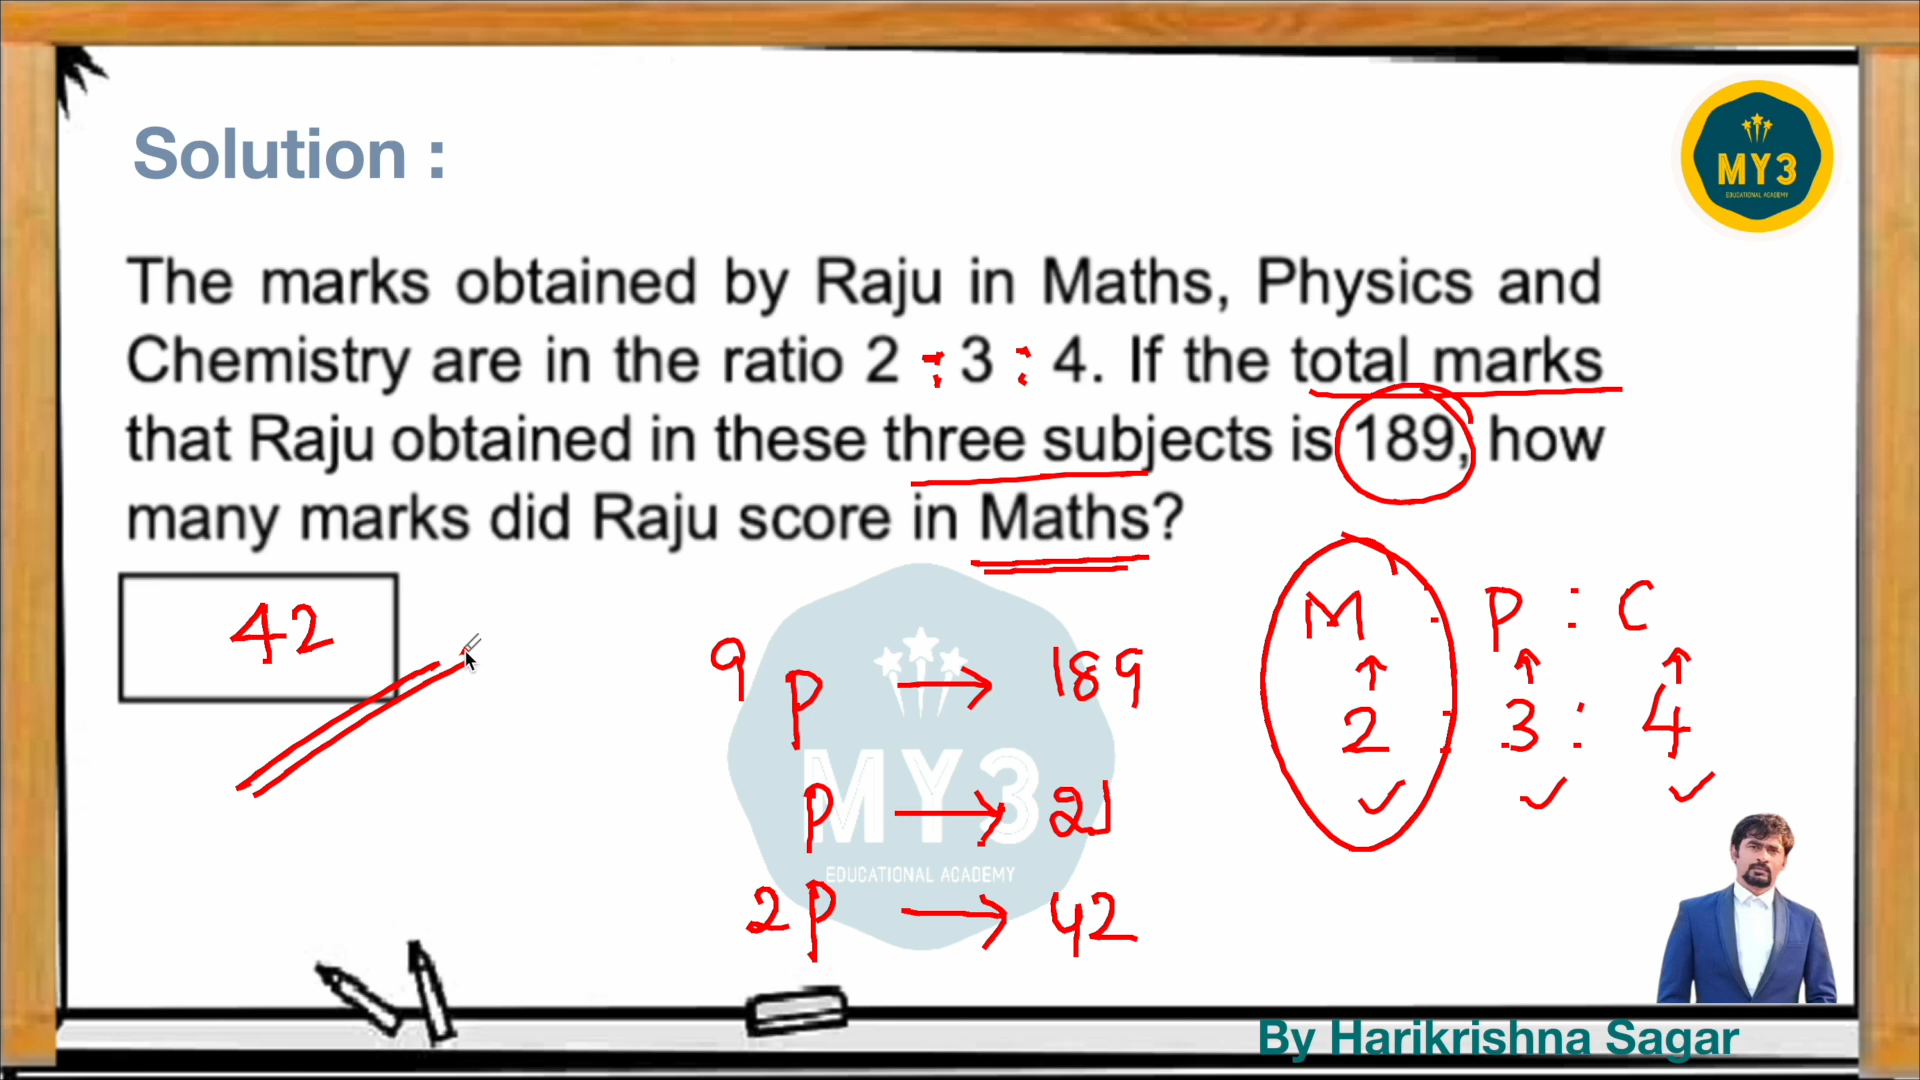 Solution :
MY3
EDUCATIONAL ACADEMY
The marks obtained by Raju in Maths, Physics and
Chemistry are in the ratio 2 : 3 : 4. If the total marks
that Raju obtained in these three subjects is 189, how
many marks did Raju score in Maths?
42
M : P : C
2 : 3 : 4
9 P → 189
P → 21
2P → 42
MY3
EDUCATIONAL ACADEMY
By Harikrishna Sagar